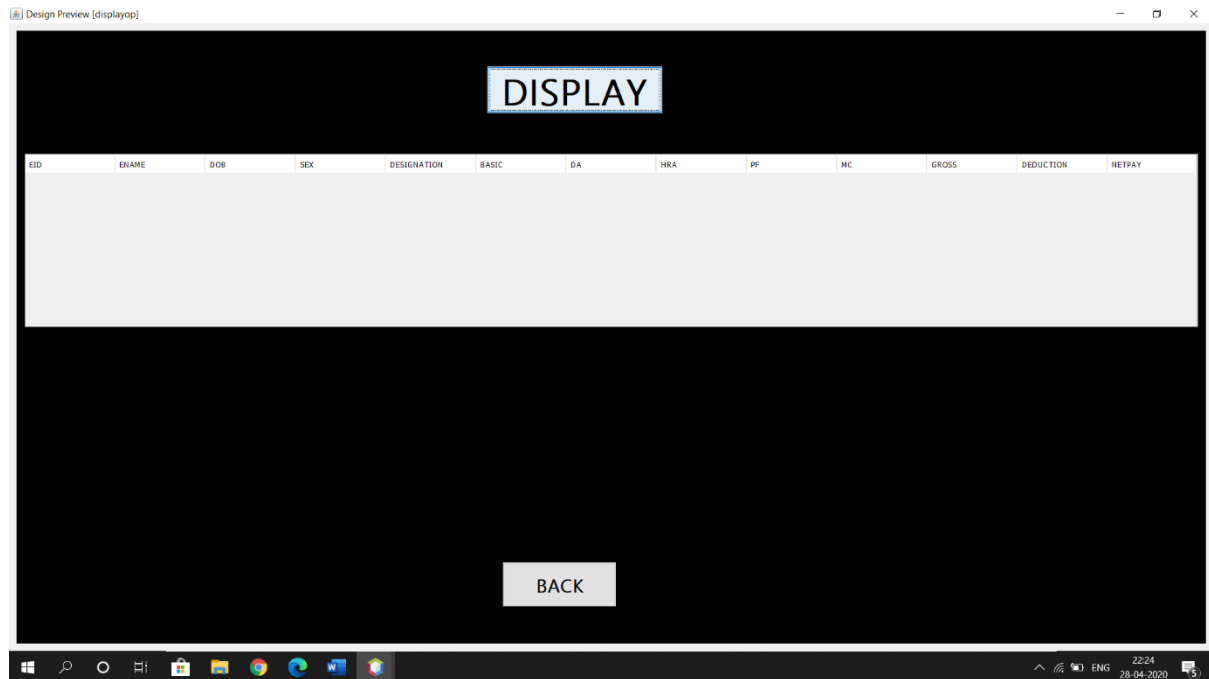 Design Preview [displayop]
DISPLAY
EID ENAME DOB SEX DESIGNATION BASIC DA HRA PF MC GROSS DEDUCTION NETPAY
BACK
ENG 22:24
28-04-2020 5